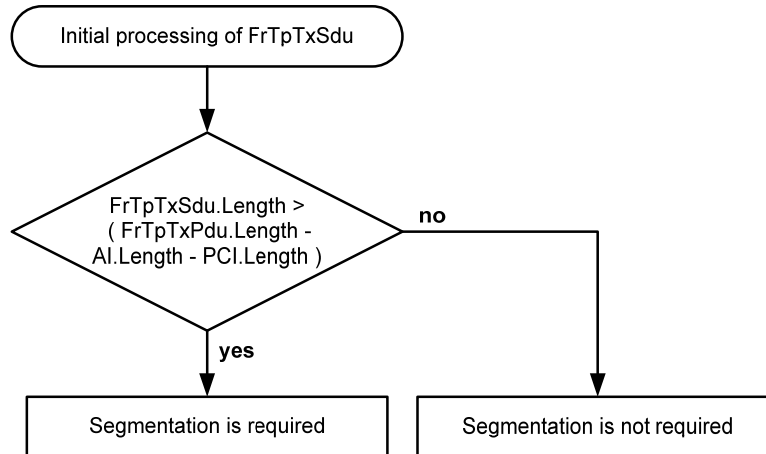 Initial processing of FrTpTxSdu
FrTpTxSdu.Length >
( FrTpTxPdu.Length -
AI.Length - PCI.Length )
no
yes
Segmentation is required
Segmentation is not required